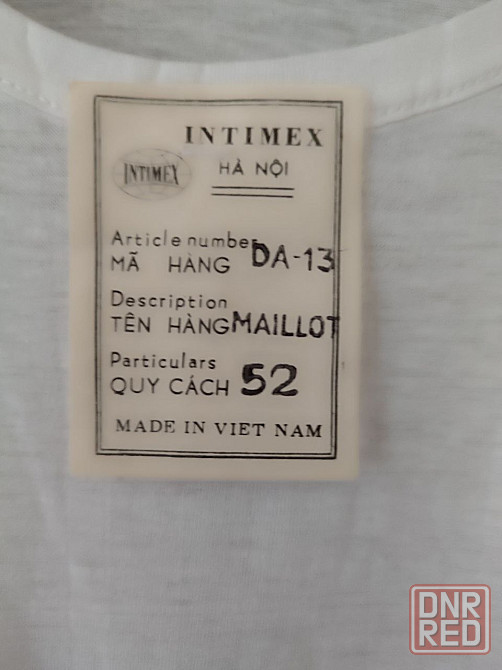 INTIMEX
INTIMEX
HÀ NỘI
Article number DA-13
MÃ HÀNG
Description
TÊN HÀNG MAILLOT
Particulars
QUY CÁCH 52
MADE IN VIET NAM
DNR
RED